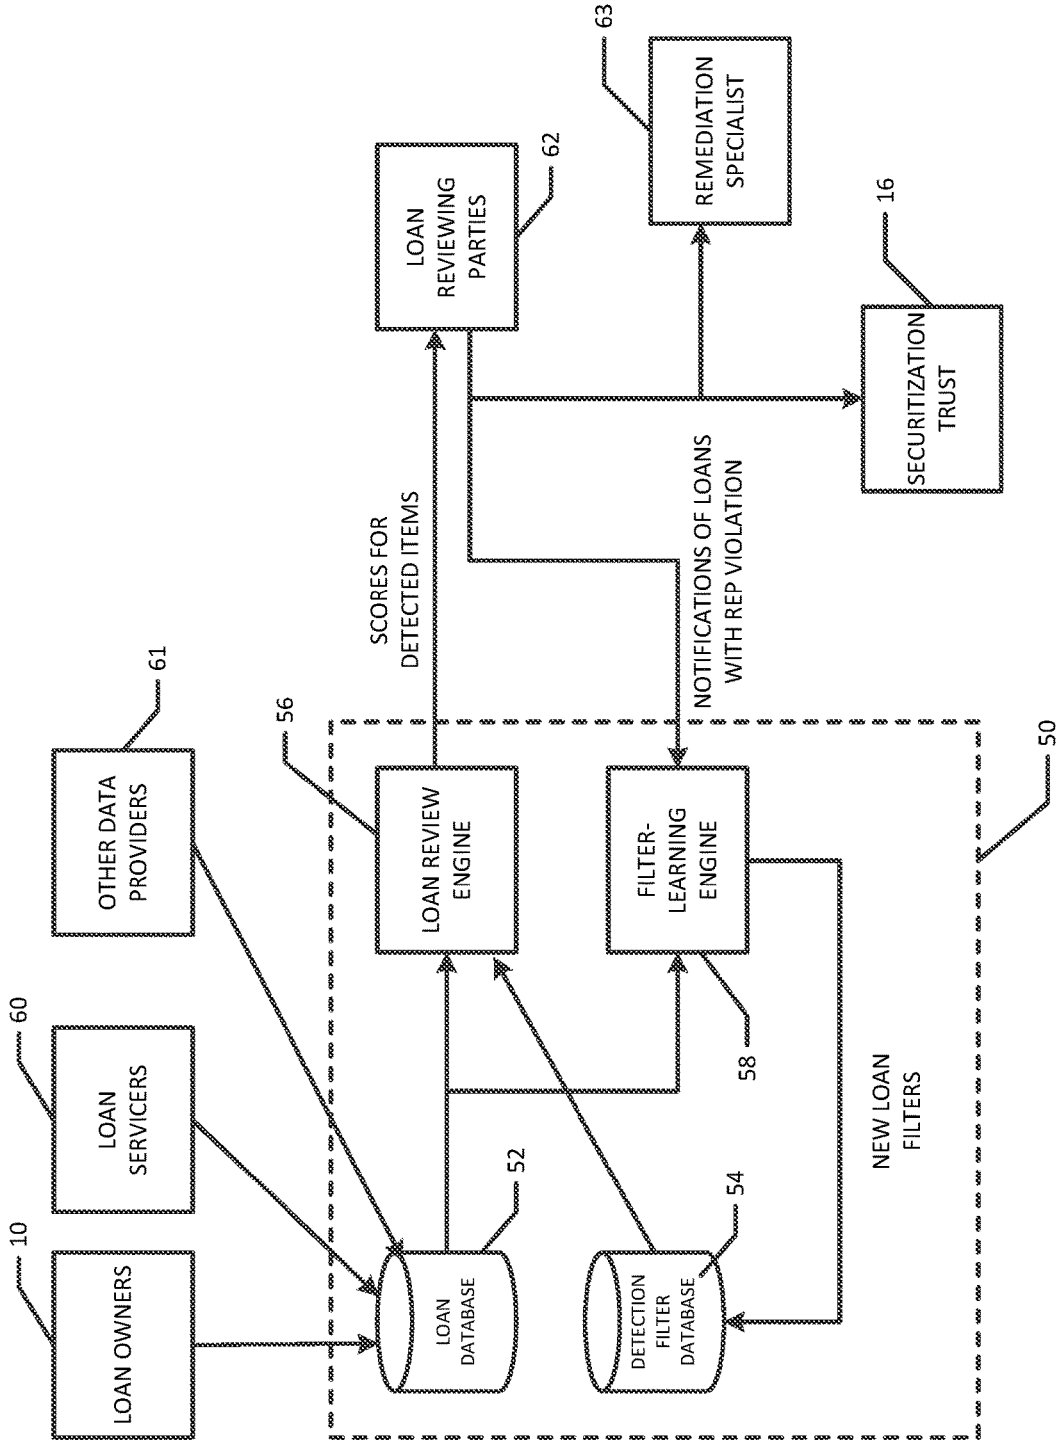 10
LOAN OWNERS
60
LOAN
SERVICERS
61
OTHER DATA
PROVIDERS
LOAN
DATABASE
52
DETECTION
FILTER
DATABASE
54
56
LOAN REVIEW
ENGINE
FILTER-
LEARNING
ENGINE
58
NEW LOAN
FILTERS
50
SCORES FOR
DETECTED ITEMS
NOTIFICATIONS OF LOANS
WITH REP VIOLATION
LOAN
REVIEWING
PARTIES
62
63
REMEDIATION
SPECIALIST
16
SECURITIZATION
TRUST